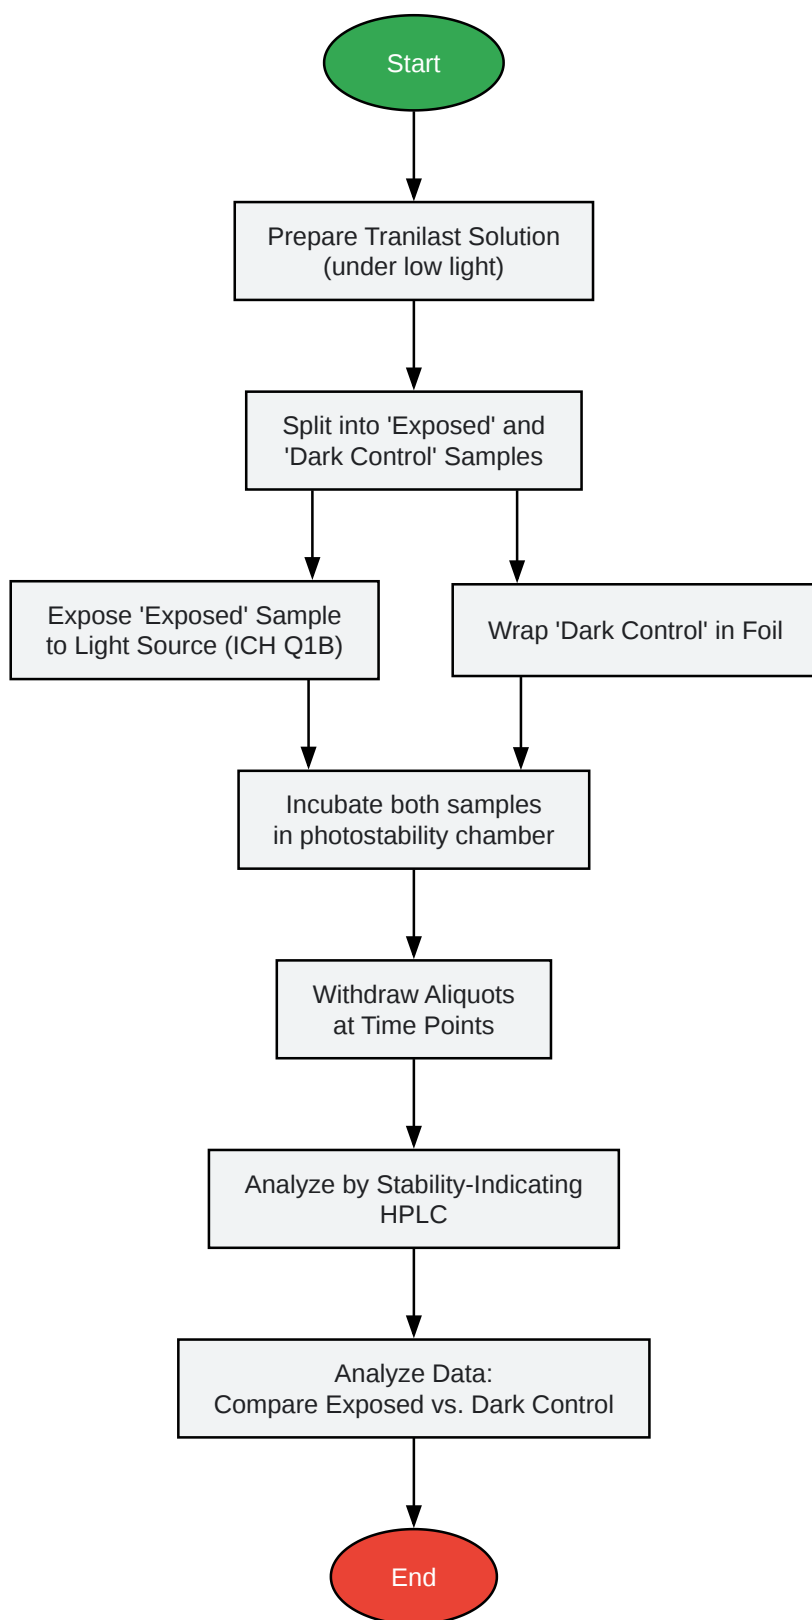 Start
Prepare Tranilast Solution
(under low light)
Split into 'Exposed' and
'Dark Control' Samples
Expose 'Exposed' Sample
to Light Source (ICH Q1B)
Wrap 'Dark Control' in Foil
Incubate both samples
in photostability chamber
Withdraw Aliquots
at Time Points
Analyze by Stability-Indicating
HPLC
Analyze Data:
Compare Exposed vs. Dark Control
End